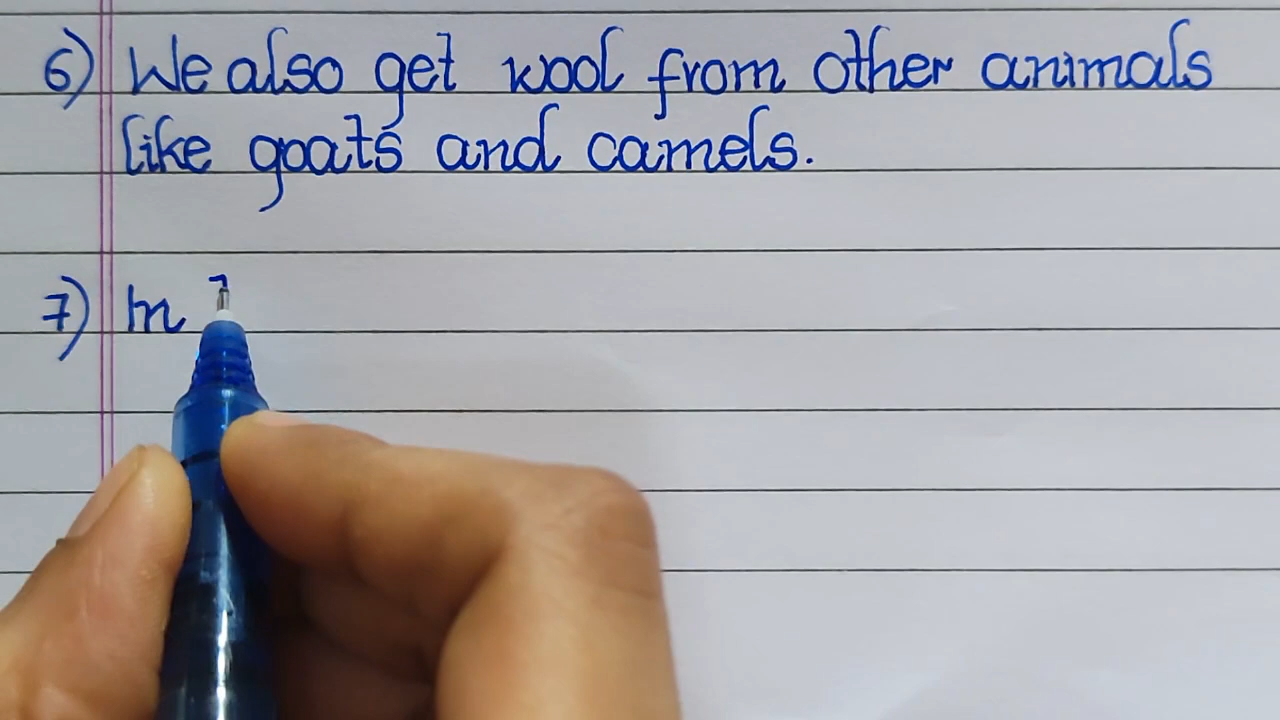 6) We also get wool from other animals
like goats and camels.
7) In